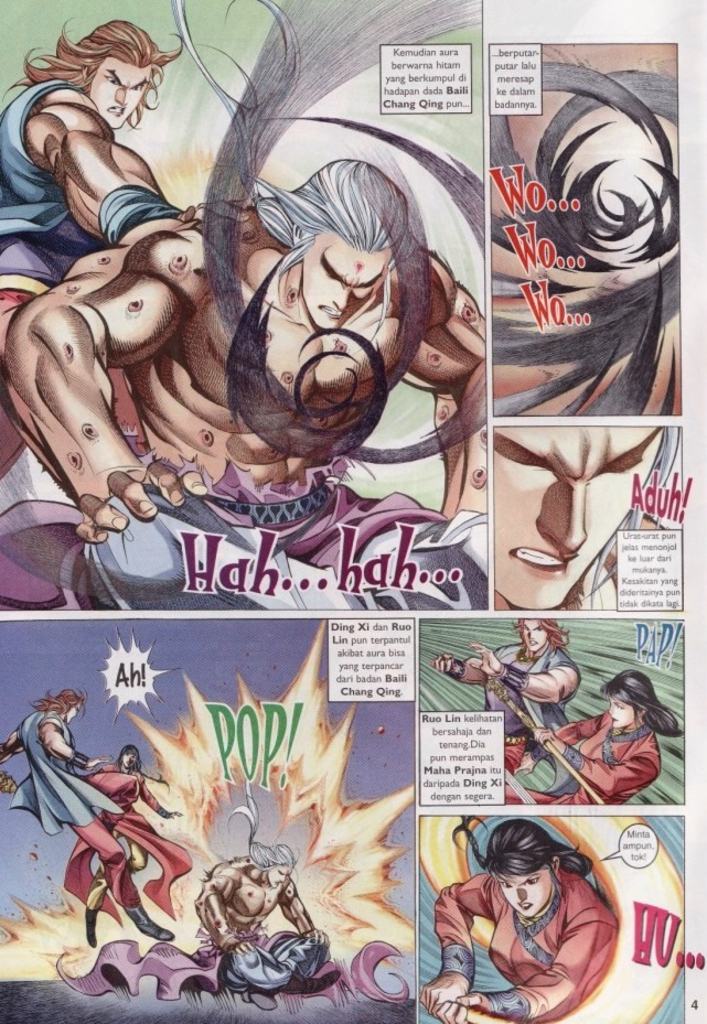 Kemudian aura
berwarna hitam
yang berkumpul di
hadapan dada Baili
Chang Qing pun...
...berputar-
putar lalu
meresap
ke dalam
badannya.
Wo...
Wo...
Wo...
Hah...hah...
Aduh!
Urat-urat pun
jelas menonjol
ke luar dari
mukanya.
Kesakitan yang
dideritainya pun
tidak dikata lagi.
Ah!
POP!
Ding Xi dan Ruo
Lin pun terpantul
akibat aura bisa
yang terpancar
dari badan Baili
Chang Qing.
PAP!
Ruo Lin kelihatan
bersahaja dan
tenang.Dia
pun merampas
Maha Prajna itu
daripada Ding Xi
dengan segera.
Minta
ampun,
tok!
HU...
4